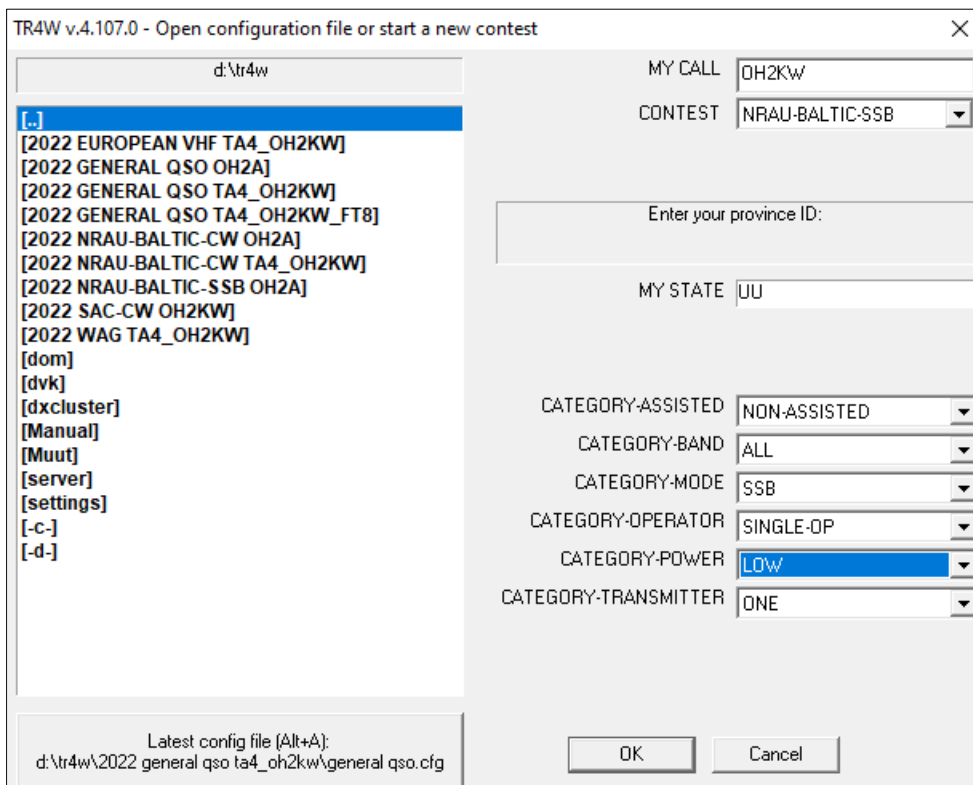 TR4W v.4.107.0 - Open configuration file or start a new contest
d:\tr4w
[..]
[2022 EUROPEAN VHF TA4_OH2KW]
[2022 GENERAL QSO OH2A]
[2022 GENERAL QSO TA4_OH2KW]
[2022 GENERAL QSO TA4_OH2KW_FT8]
[2022 NRAU-BALTIC-CW OH2A]
[2022 NRAU-BALTIC-CW TA4_OH2KW]
[2022 NRAU-BALTIC-SSB OH2A]
[2022 SAC-CW OH2KW]
[2022 WAG TA4_OH2KW]
[dom]
[dvk]
[dxcluster]
[Manual]
[Muut]
[server]
[settings]
[-c-]
[-d-]
Latest config file (Alt+A):
d:\tr4w\2022 general qso ta4_oh2kw\general qso.cfg
MY CALL OH2KW
CONTEST NRAU-BALTIC-SSB
Enter your province ID:
MY STATE UU
CATEGORY-ASSISTED NON-ASSISTED
CATEGORY-BAND ALL
CATEGORY-MODE SSB
CATEGORY-OPERATOR SINGLE-OP
CATEGORY-POWER LOW
CATEGORY-TRANSMITTER ONE
OK Cancel